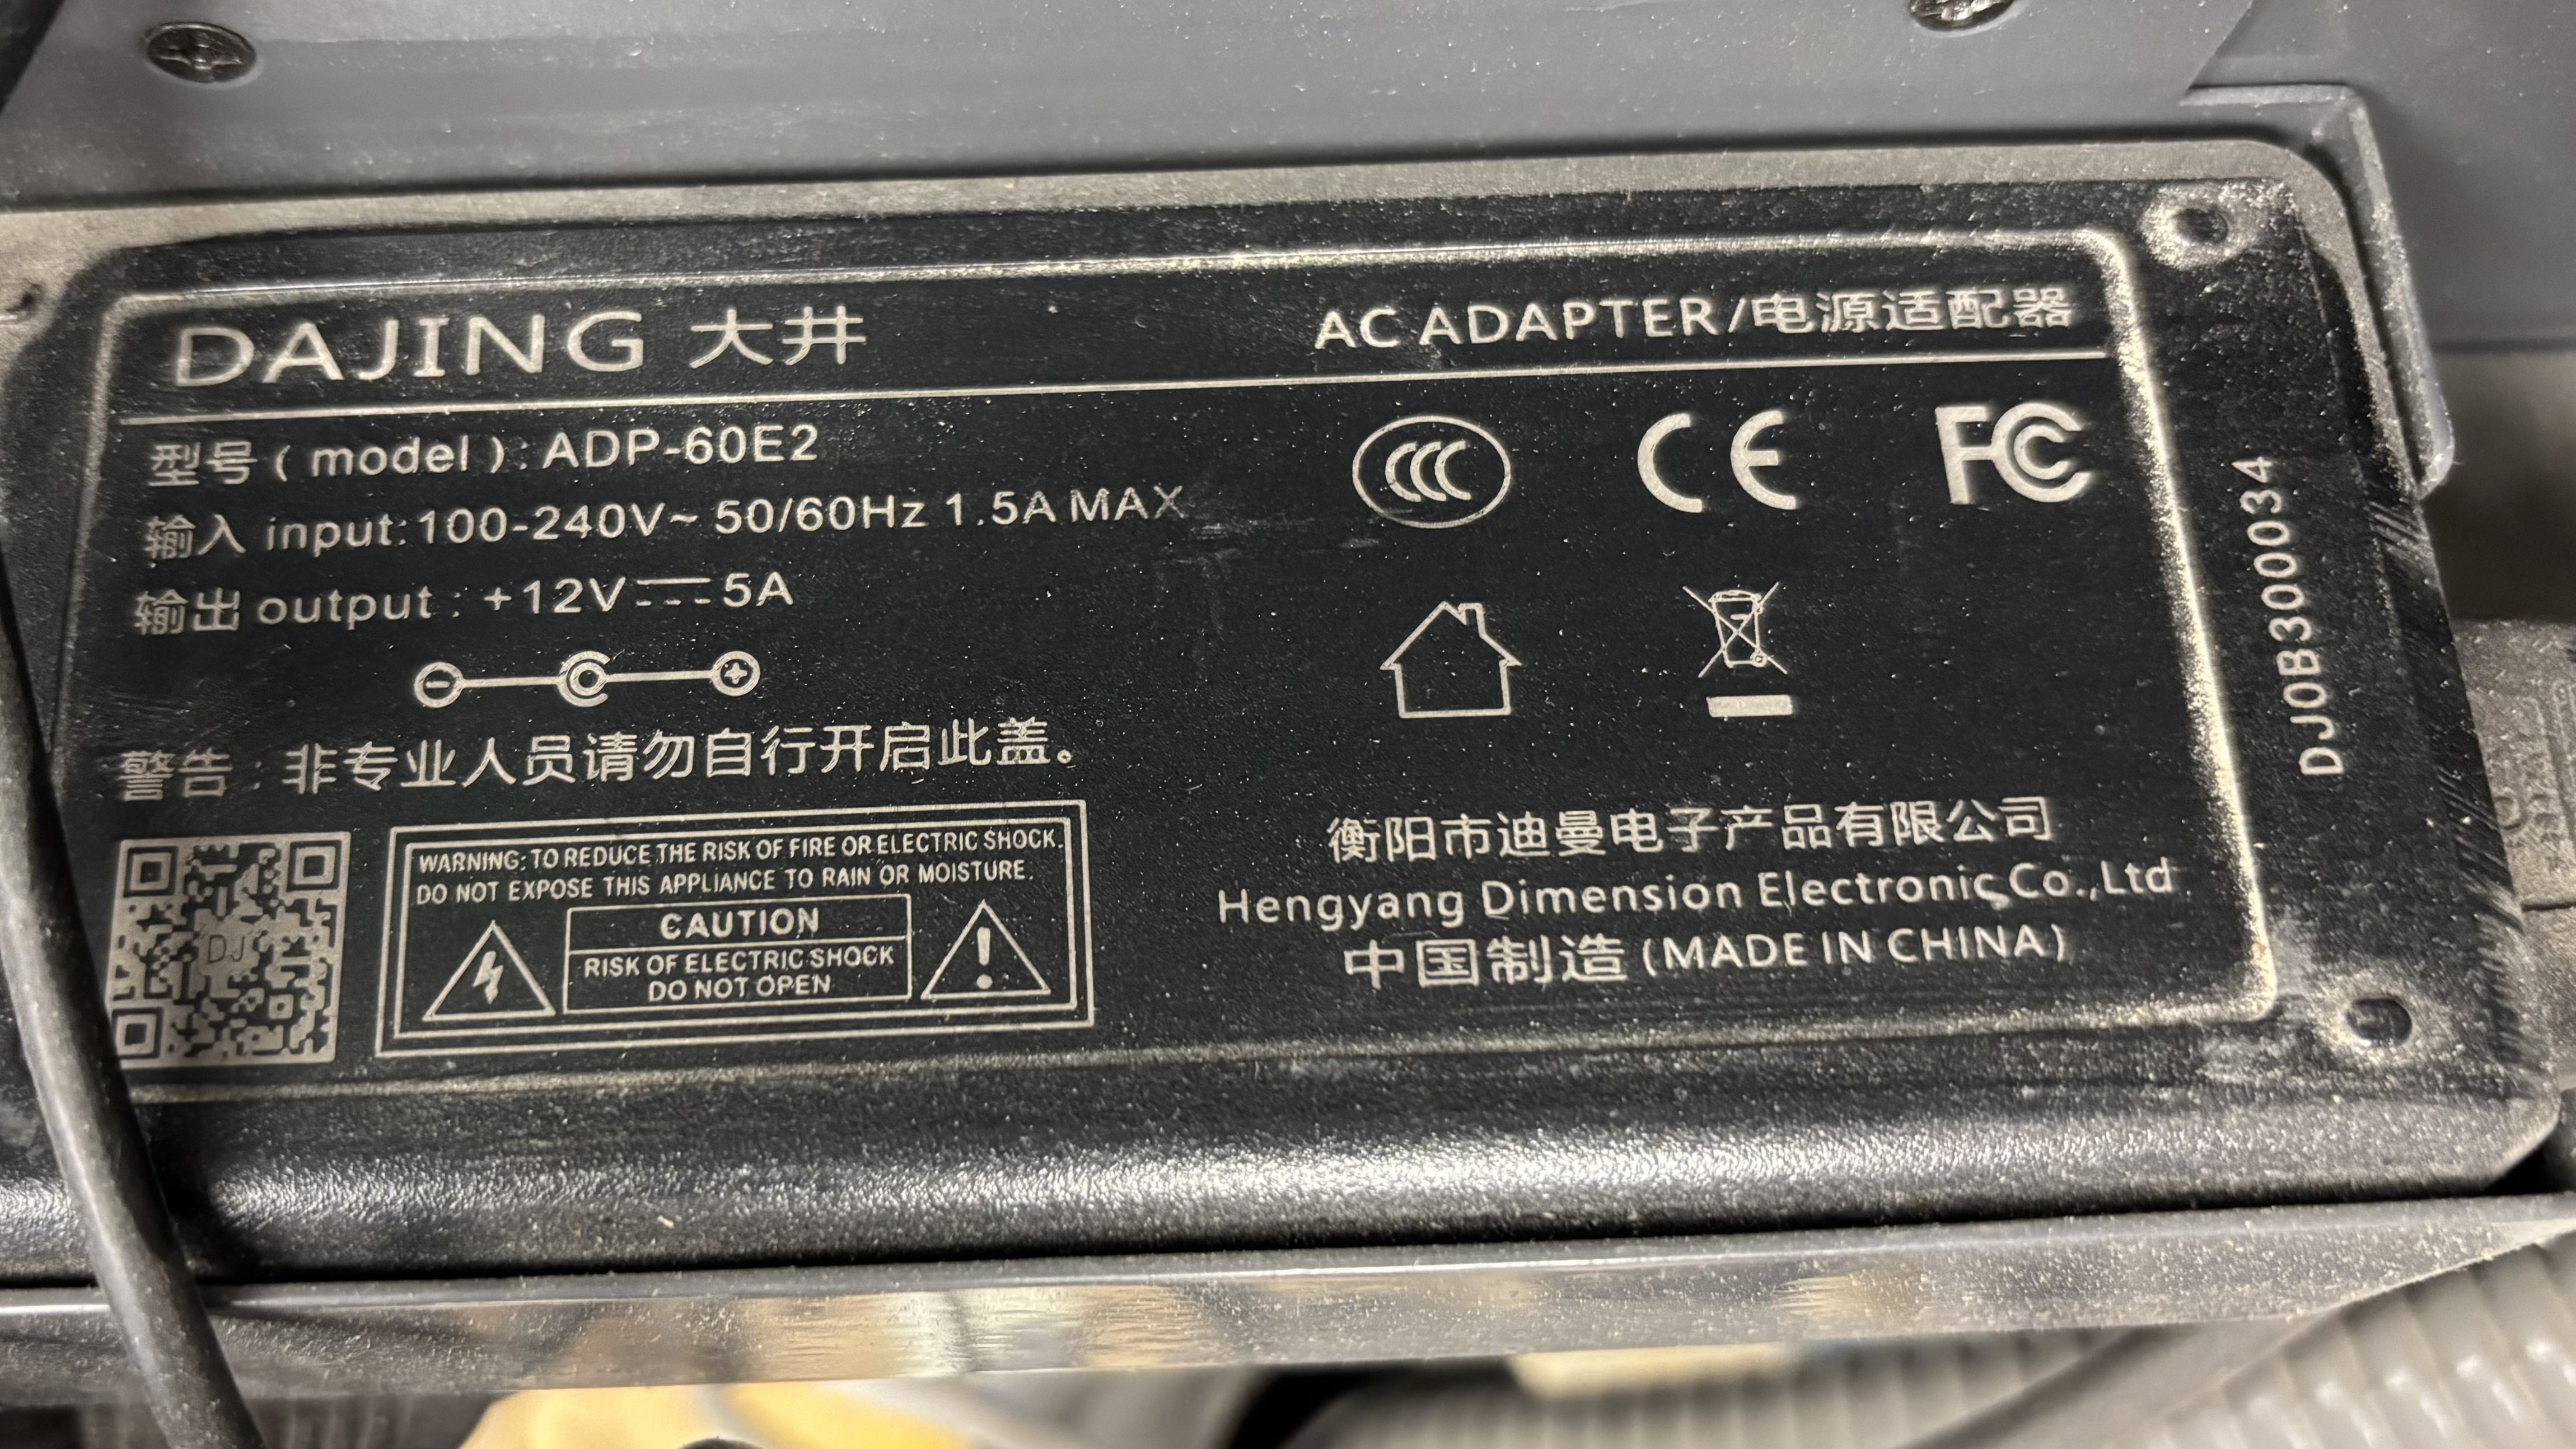 DAJING 大井
AC ADAPTER/电源适配器
型号(model):ADP-60E2
输入 input:100-240V~ 50/60Hz 1.5A MAX
输出 output:+12V⎓5A
警告:非专业人员请勿自行开启此盖。
WARNING: TO REDUCE THE RISK OF FIRE OR ELECTRIC SHOCK.
DO NOT EXPOSE THIS APPLIANCE TO RAIN OR MOISTURE.
CAUTION
RISK OF ELECTRIC SHOCK
DO NOT OPEN
DJ
CCC
CE
FC
衡阳市迪曼电子产品有限公司
Hengyang Dimension Electronic Co.,Ltd
中国制造(MADE IN CHINA)
DJ0B3000034